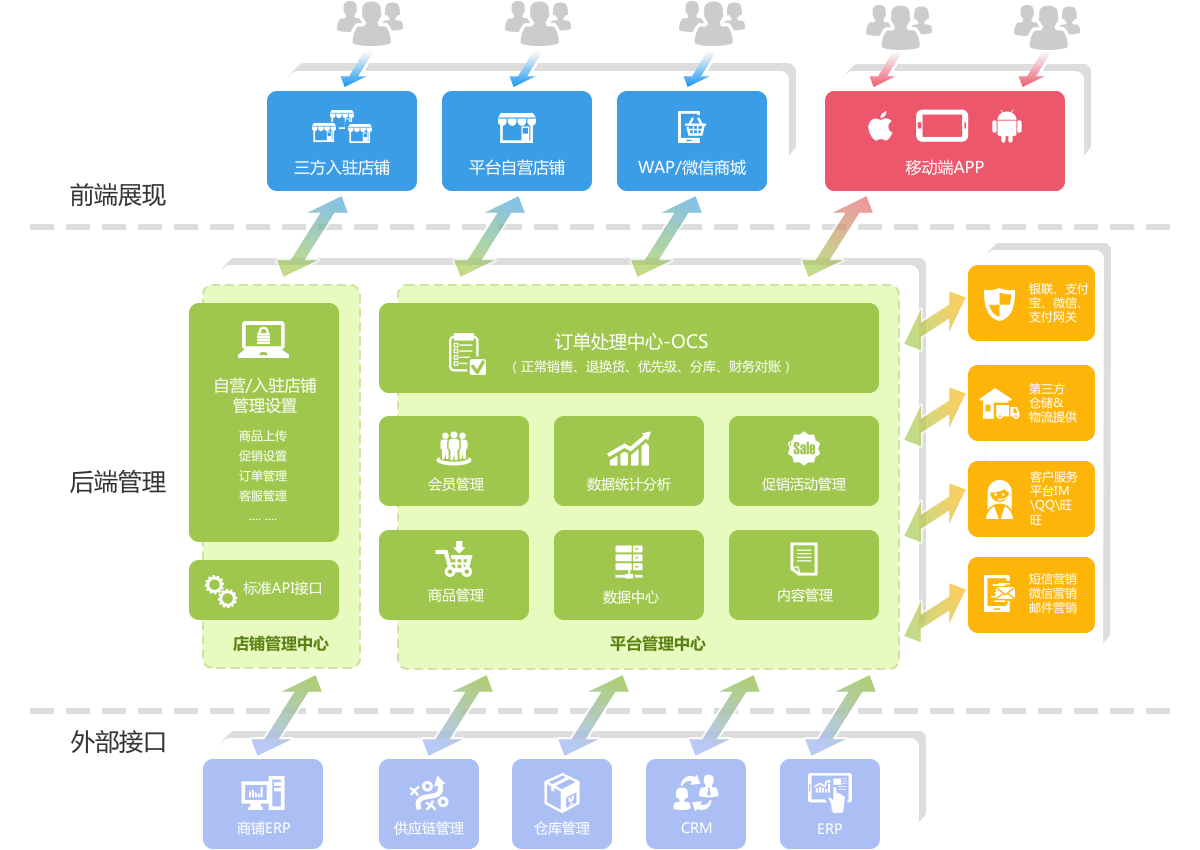 三方入驻店铺
平台自营店铺
WAP/微信商城
移动端APP
前端展现
自营/入驻店铺
管理设置
商品上传
促销设置
订单管理
客服管理
.... ....
标准API接口
店铺管理中心
订单处理中心-OCS
（正常销售、退换货、优先级、分库、财务对账）
会员管理
数据统计分析
Sale
促销活动管理
商品管理
数据中心
内容管理
平台管理中心
银联、支付
宝、微信、
支付网关
第三方
仓储&
物流提供
客户服务
平台IM
\QQ\旺
旺
短信营销
微信营销
邮件营销
后端管理
外部接口
商铺ERP
供应链管理
仓库管理
CRM
ERP